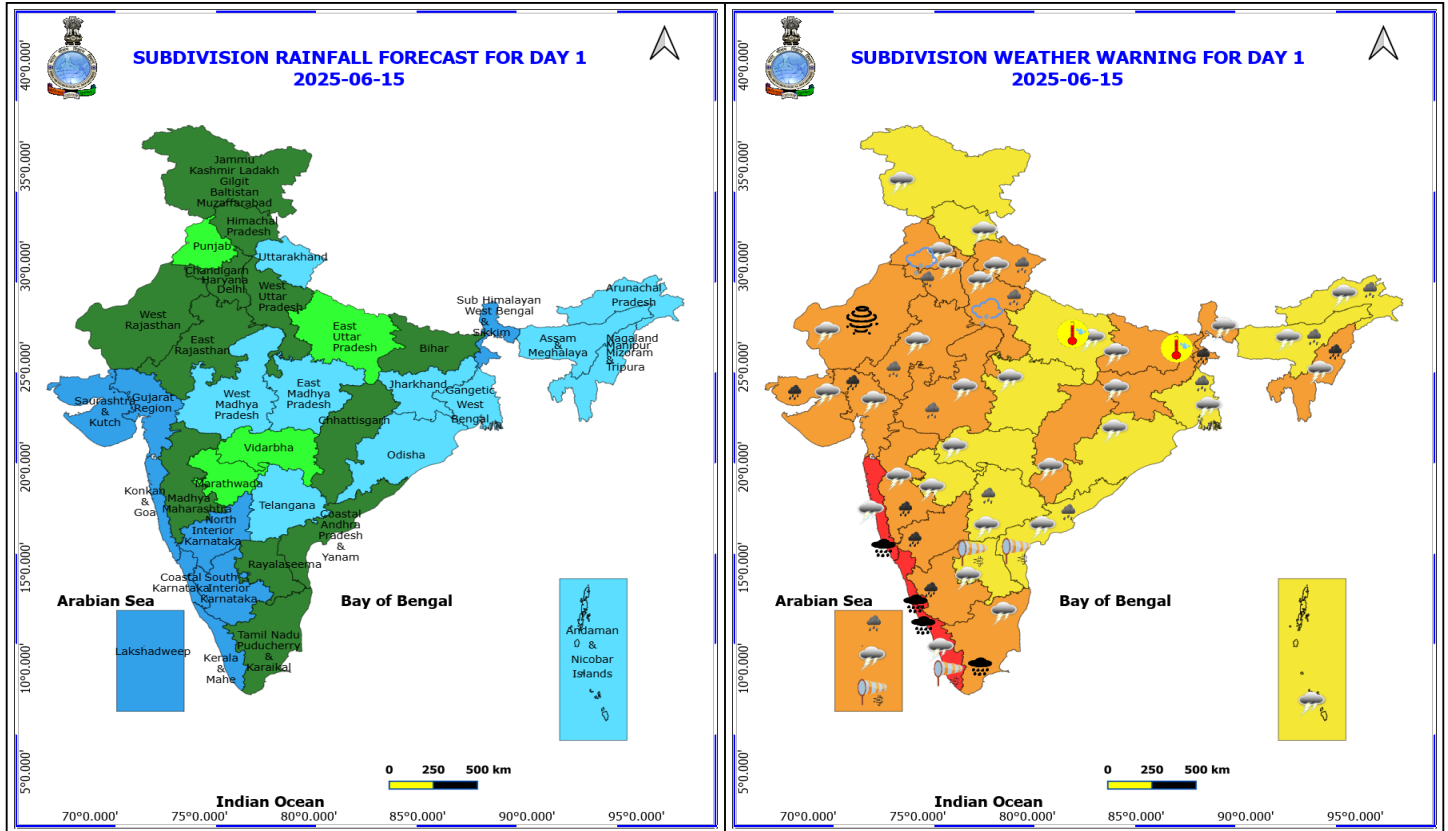 SUBDIVISION RAINFALL FORECAST FOR DAY 1
2025-06-15
40°0.000'
35°0.000'
30°0.000'
25°0.000'
20°0.000'
15°0.000'
10°0.000'
5°0.000'
Jammu
Kashmir Ladakh
Gilgit
Baltistan
Muzaffarabad
Himachal
Pradesh
Punjab
Uttarakhand
Chandigarh
Haryana
Delhi
West
Uttar
Pradesh
West
Rajasthan
East
Rajasthan
East
Uttar
Pradesh
Bihar
Sub Himalayan
West Bengal
&
Sikkim
Arunachal
Pradesh
Assam
&
Meghalaya
Nagaland
Manipur
Mizoram
&
Tripura
Saurashtra
&
Kutch
Gujarat
Region
West
Madhya
Pradesh
East
Madhya
Pradesh
Jharkhand
Gangetic
West
Bengal
Chhattisgarh
Odisha
Vidarbha
Marathwada
Konkan
&
Goa
Madhya
Maharashtra
Telangana
North
Interior
Karnataka
Coastal
Andhra
Pradesh
&
Yanam
Rayalaseema
Coastal
Karnataka
South
Interior
Karnataka
Tamil Nadu
Puducherry
&
Karaikal
Kerala
&
Mahe
Lakshadweep
Andaman
&
Nicobar
Islands
Arabian Sea
Bay of Bengal
Indian Ocean
0 250 500 km
70°0.000' 75°0.000' 80°0.000' 85°0.000' 90°0.000' 95°0.000'
SUBDIVISION WEATHER WARNING FOR DAY 1
2025-06-15
40°0.000'
35°0.000'
30°0.000'
25°0.000'
20°0.000'
15°0.000'
10°0.000'
5°0.000'
Arabian Sea
Bay of Bengal
Indian Ocean
0 250 500 km
70°0.000' 75°0.000' 80°0.000' 85°0.000' 90°0.000' 95°0.000'